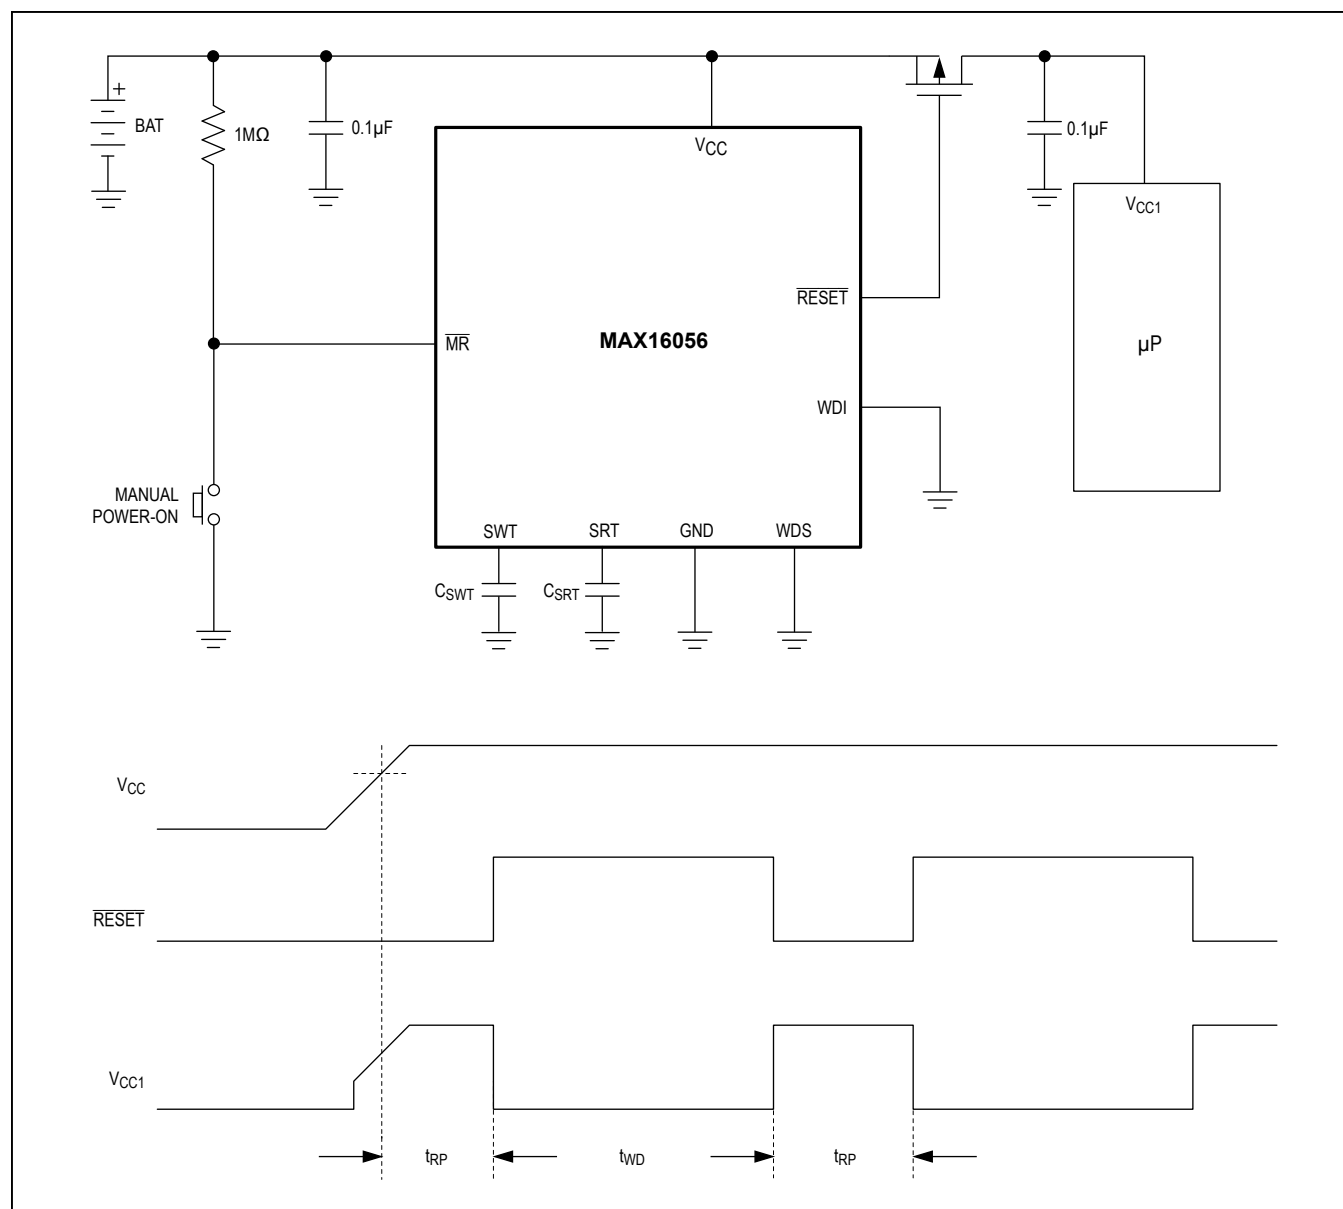 +
BAT
1MΩ
0.1µF
VCC
0.1µF
VCC1
RESET
MR
MAX16056
µP
WDI
MANUAL
POWER-ON
SWT
SRT
GND
WDS
CSWT
CSRT
VCC
RESET
VCC1
tRP
tWD
tRP